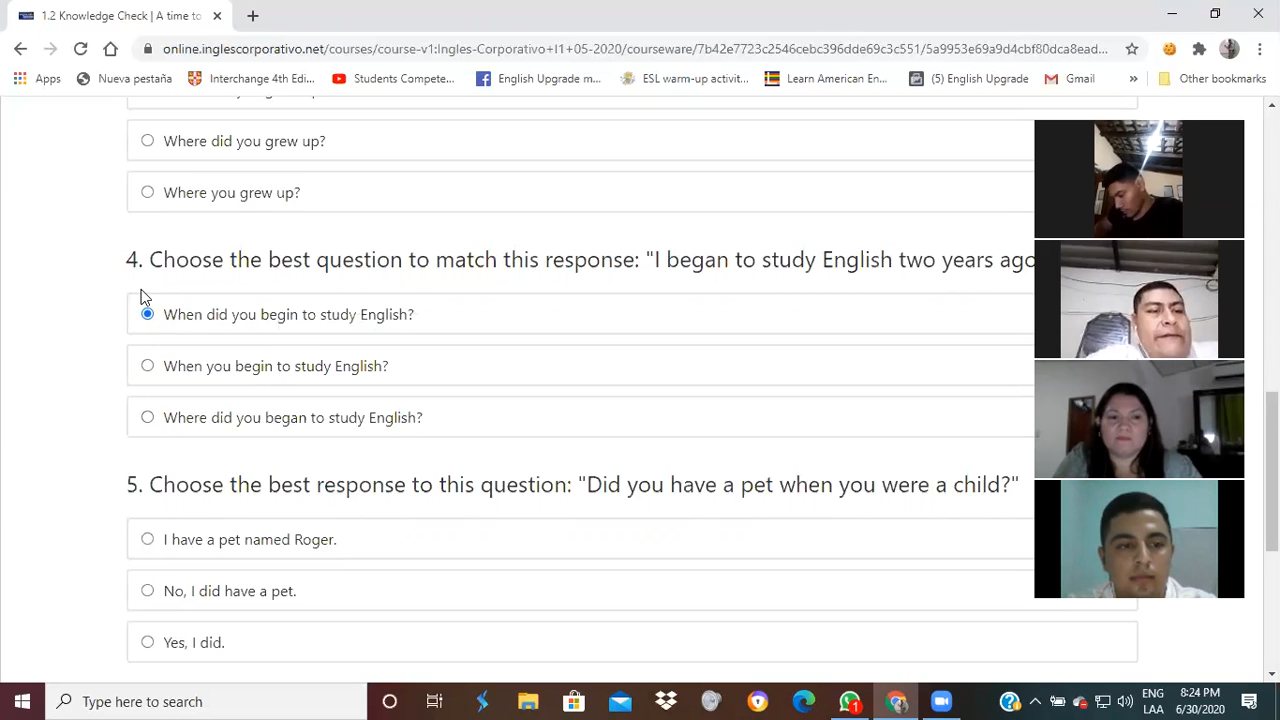 1.2 Knowledge Check | A time to
online.inglescorporativo.net/courses/course-v1:Ingles-Corporativo+I1+05-2020/courseware/7b42e7723c2546cebc396dde69c3c551/5a9953e69a9d4cbf80dca8ead...
Apps Nueva pestaña Interchange 4th Edi... Students Compete... English Upgrade m... ESL warm-up activit... Learn American En... (5) English Upgrade Gmail » Other bookmarks
Where did you grew up?
Where you grew up?
4. Choose the best question to match this response: "I began to study English two years ago
When did you begin to study English?
When you begin to study English?
Where did you began to study English?
5. Choose the best response to this question: "Did you have a pet when you were a child?"
I have a pet named Roger.
No, I did have a pet.
Yes, I did.
Type here to search
ENG 8:24 PM
LAA 6/30/2020